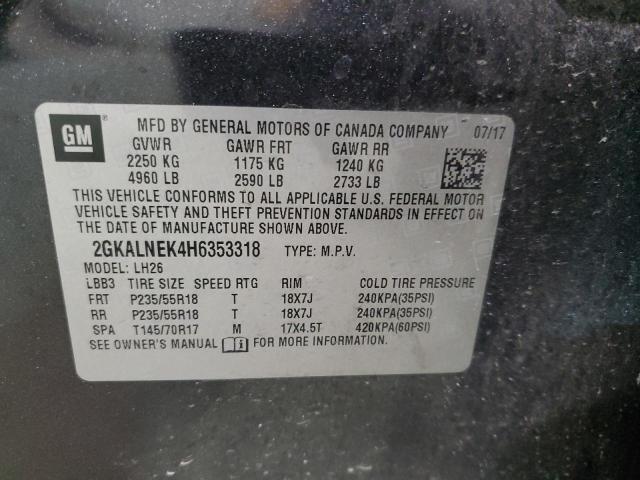 GM
MFD BY GENERAL MOTORS OF CANADA COMPANY 07/17
GVWR GAWR FRT GAWR RR
2250 KG 1175 KG 1240 KG
4960 LB 2590 LB 2733 LB
THIS VEHICLE CONFORMS TO ALL APPLICABLE U.S. FEDERAL MOTOR
VEHICLE SAFETY AND THEFT PREVENTION STANDARDS IN EFFECT ON
THE DATE OF MANUFACTURE SHOWN ABOVE.
2GKALNEK4H6353318 TYPE: M.P.V.
MODEL: LH26
LBB3 TIRE SIZE SPEED RTG RIM COLD TIRE PRESSURE
FRT P235/55R18 T 18X7J 240KPA(35PSI)
RR P235/55R18 T 18X7J 240KPA(35PSI)
SPA T145/70R17 M 17X4.5T 420KPA(60PSI)
SEE OWNER'S MANUAL FOR MORE INFORMATION.